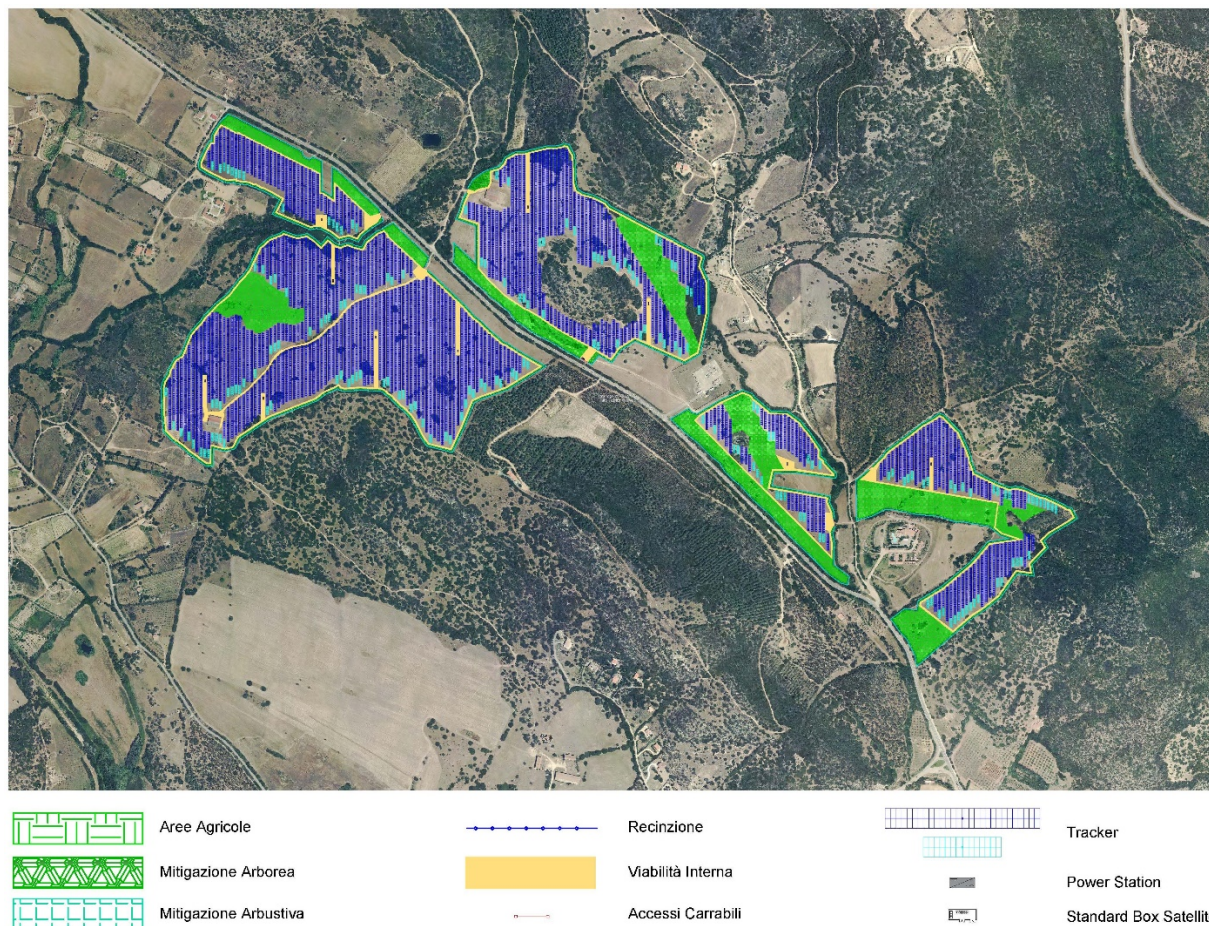 Aree Agricole
Mitigazione Arborea
Mitigazione Arbustiva
Recinzione
Viabilità Interna
Accessi Carrabili
Tracker
Power Station
Standard Box Satellit